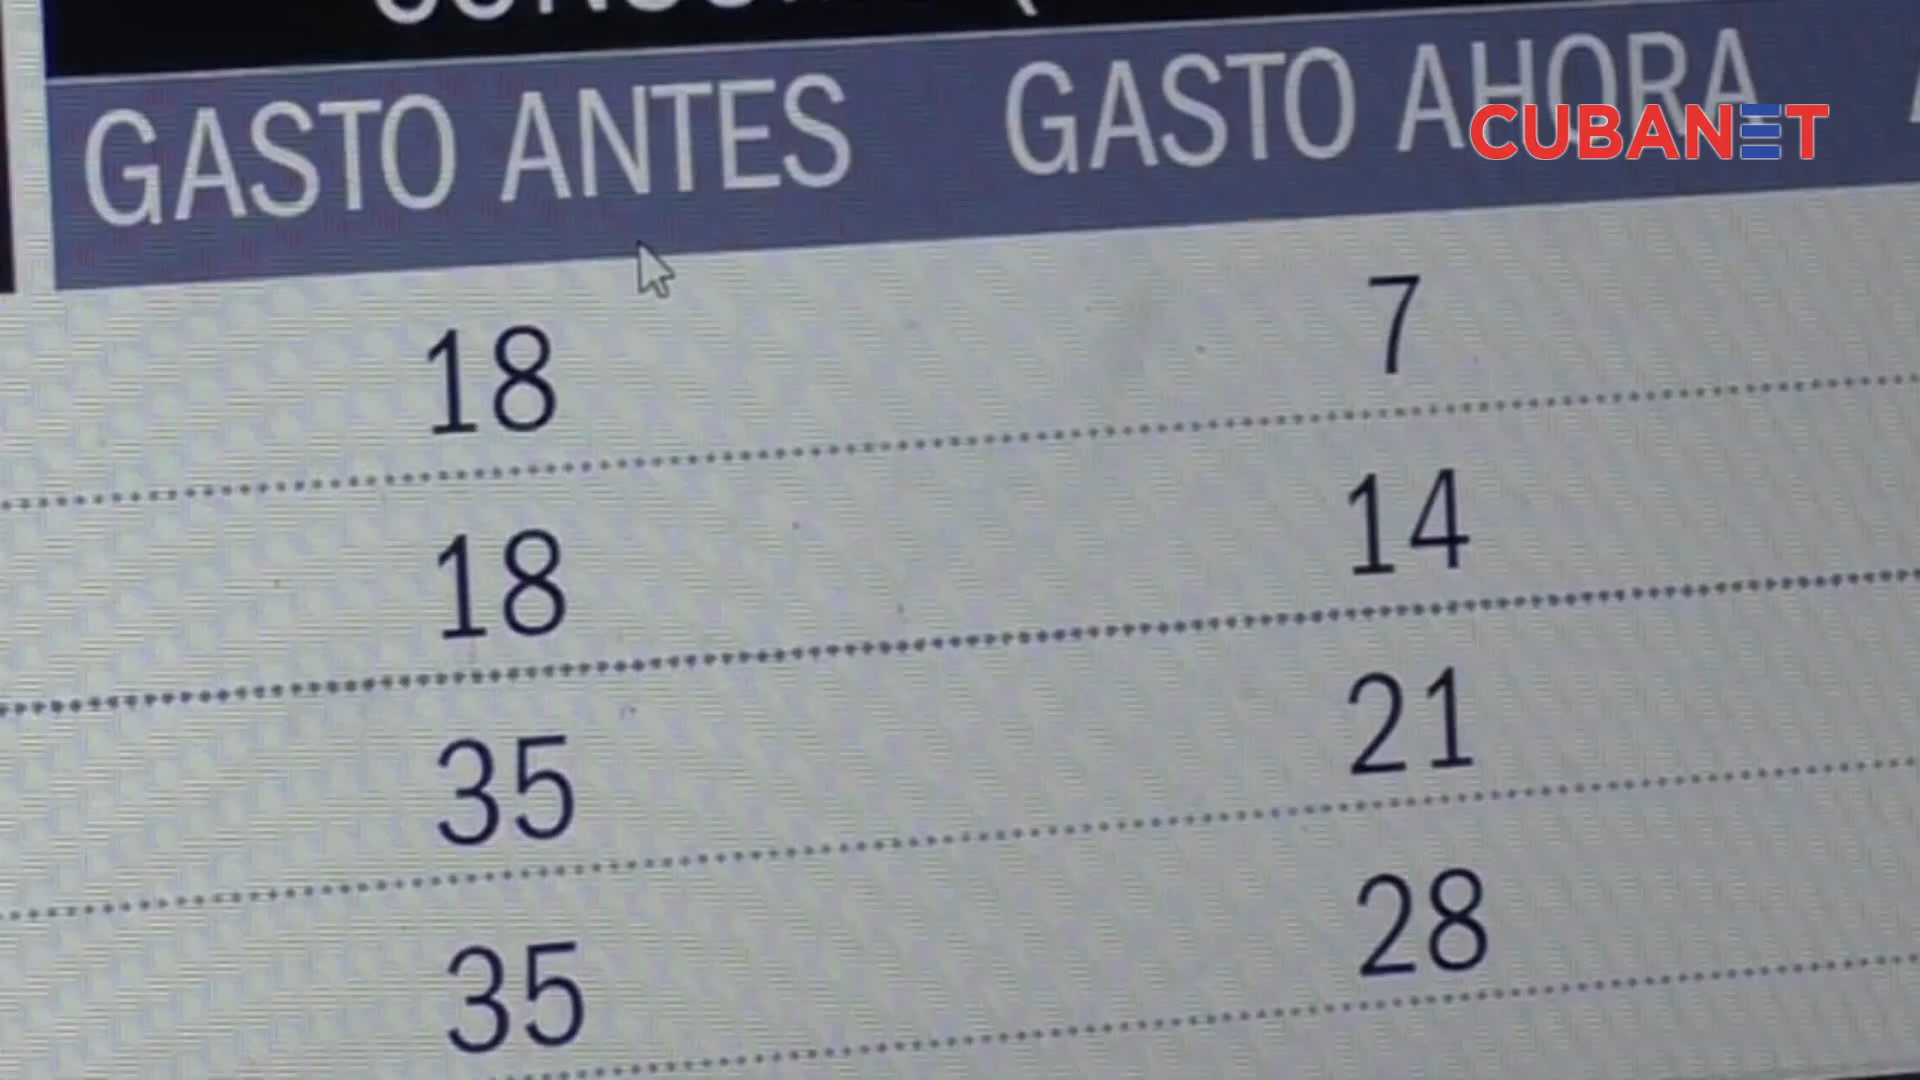 GASTO ANTES GASTO AHORA
CUBANET
18 7
18 14
35 21
35 28